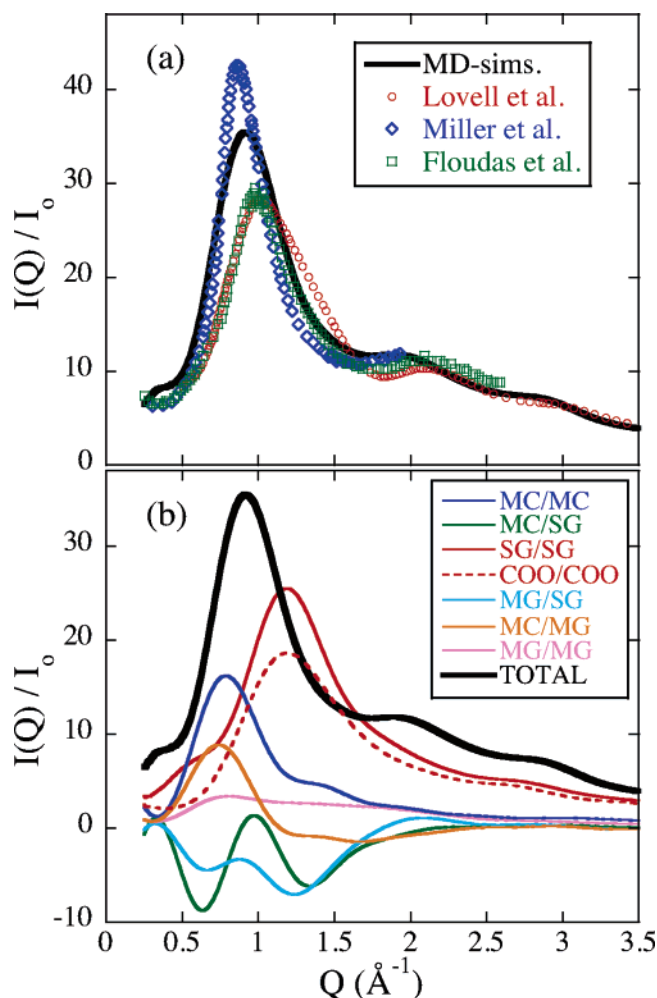 (a)
MD-sims.
Lovell et al.
Miller et al.
Floudas et al.
40
30
20
10
0
I(Q) / I_o
(b)
MC/MC
MC/SG
SG/SG
COO/COO
MG/SG
MC/MG
MG/MG
TOTAL
30
20
10
0
-10
I(Q) / I_o
0 0.5 1 1.5 2 2.5 3 3.5
Q (Å⁻¹)